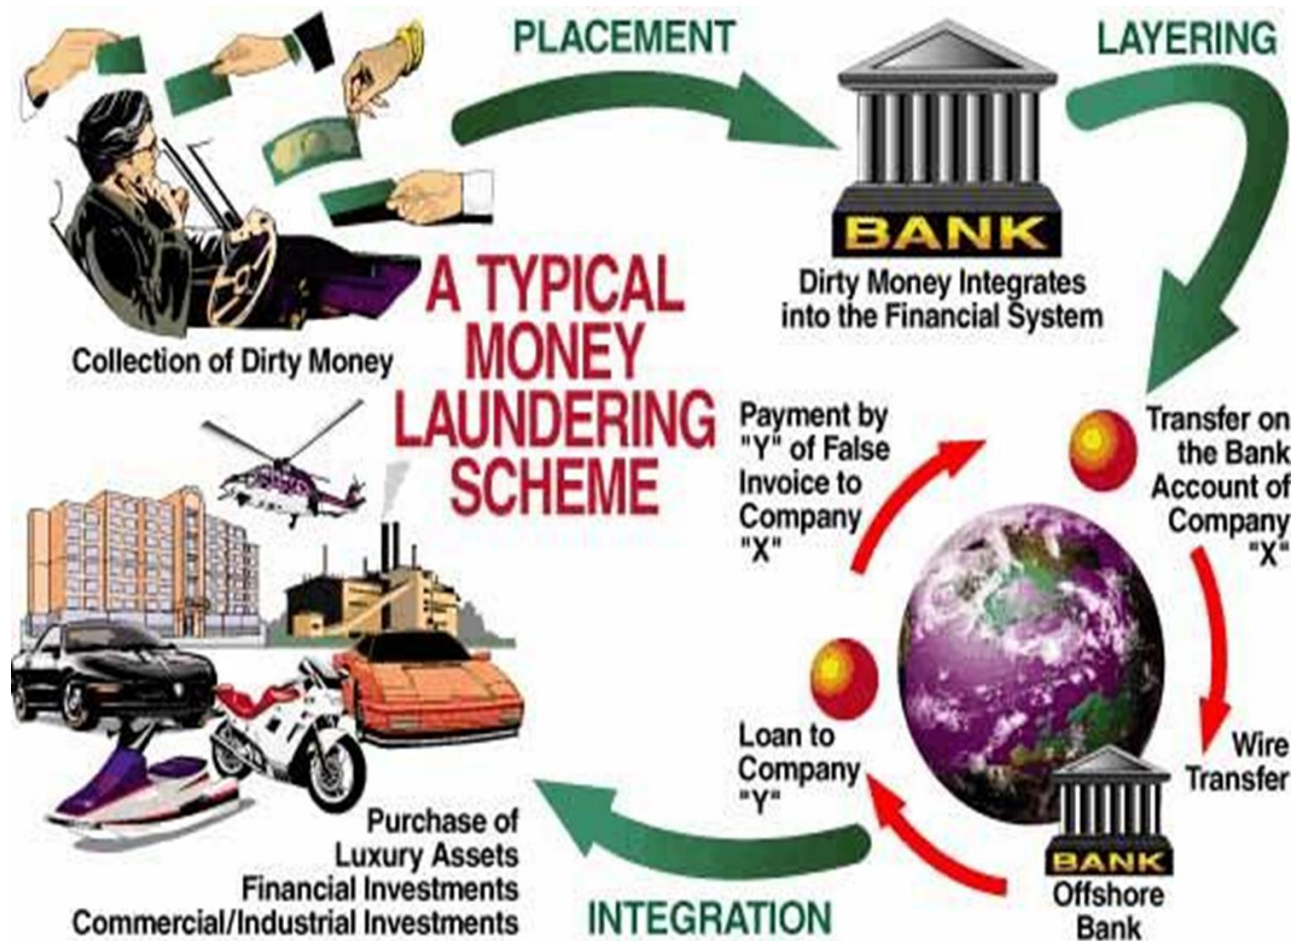 PLACEMENT
LAYERING
BANK
Dirty Money Integrates
into the Financial System
Collection of Dirty Money
A TYPICAL
MONEY
LAUNDERING
SCHEME
Payment by
"Y" of False
Invoice to
Company
"X"
Transfer on
the Bank
Account of
Company
"X"
Wire
Transfer
Loan to
Company
"Y"
BANK
Offshore
Bank
Purchase of
Luxury Assets
Financial Investments
Commercial/Industrial Investments
INTEGRATION